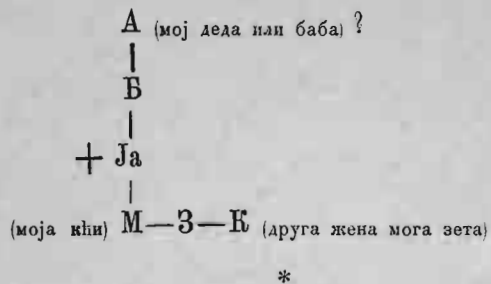 А (мој деда или баба) ?
Б
+ Ја
(моја кћи) М—З—К (друга жена мога зета)
*